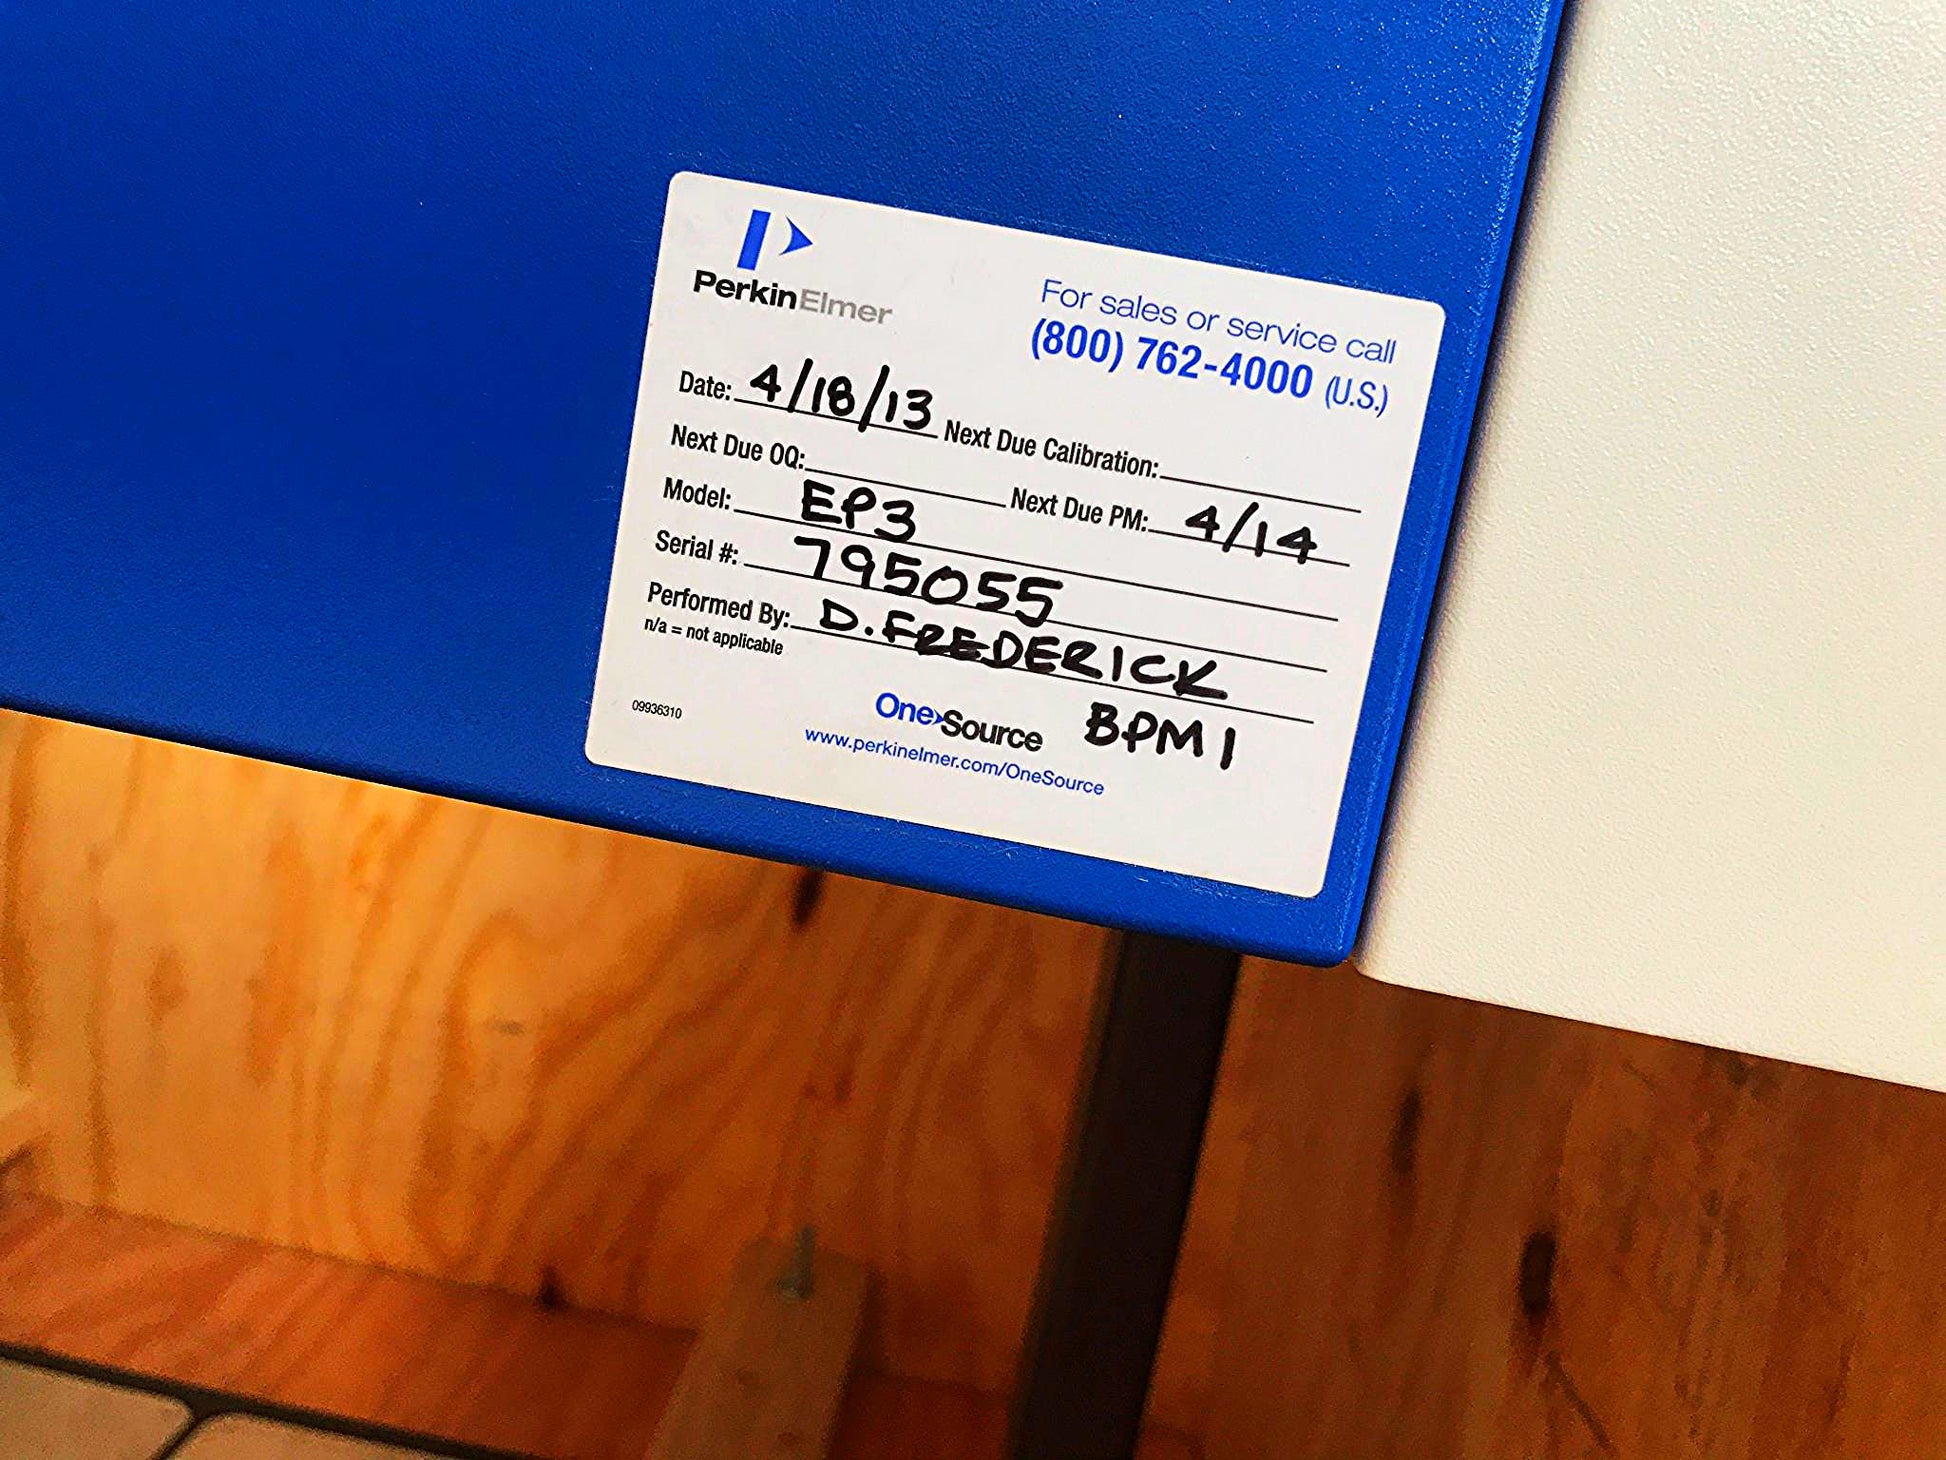 PerkinElmer
For sales or service call
(800) 762-4000 (U.S.)
Date: 4/18/13 Next Due Calibration:
Next Due OQ: Next Due PM: 4/14
Model: EP3
Serial #: 795055
Performed By: D. FREDERICK
n/a = not applicable
BPM1
09936310
One Source
www.perkinelmer.com/OneSource